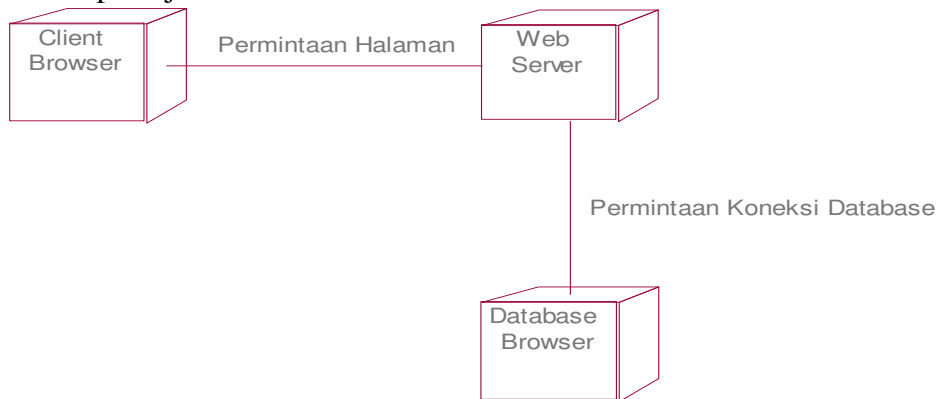 Client
Browser
Permintaan Halaman
Web
Server
Permintaan Koneksi Database
Database
Browser